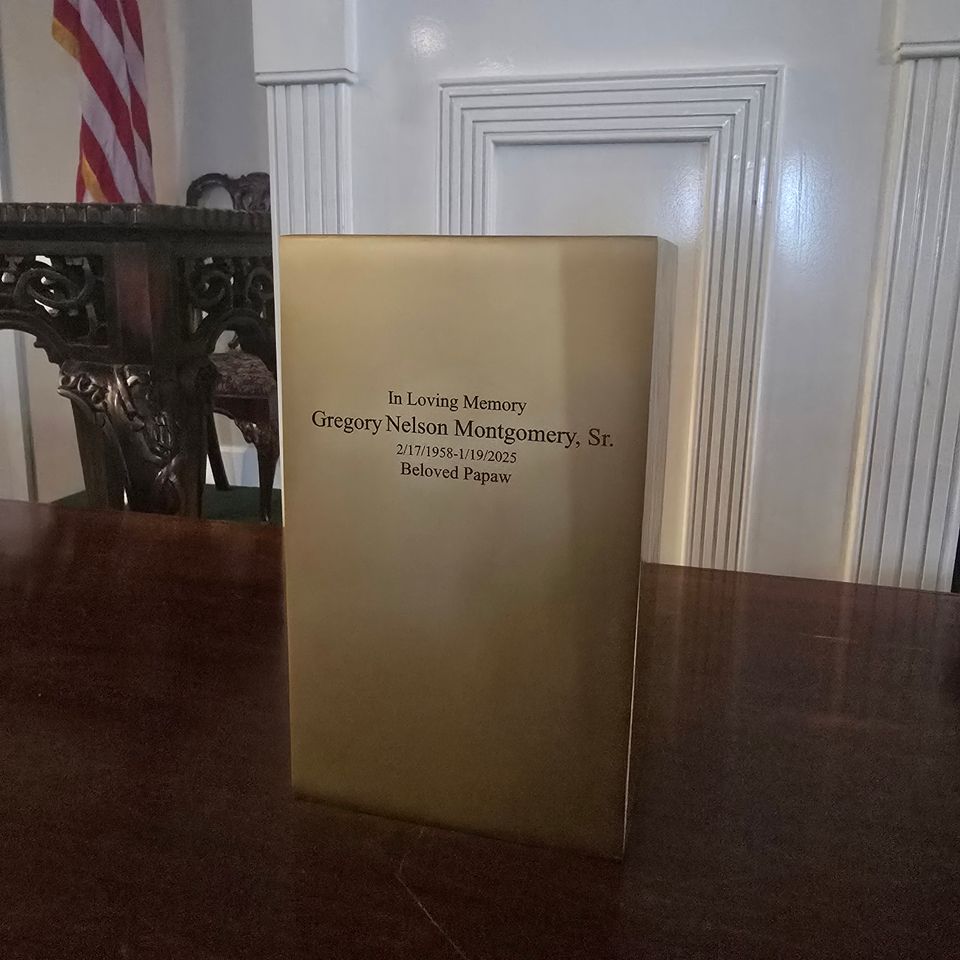 In Loving Memory
Gregory Nelson Montgomery, Sr.
2/17/1958-1/19/2025
Beloved Papaw